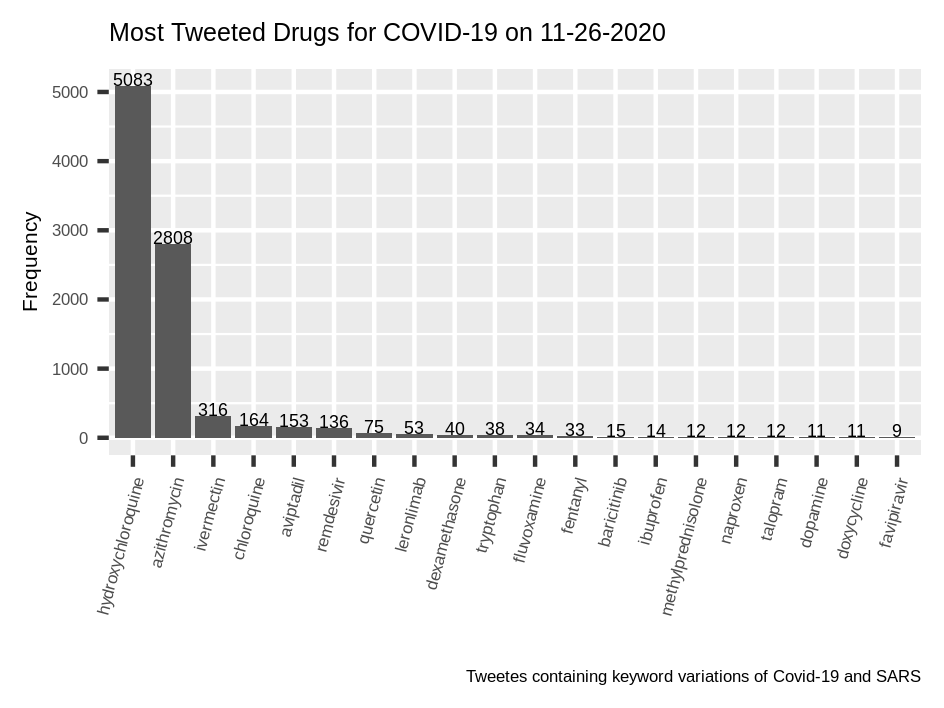 Most Tweeted Drugs for COVID-19 on 11-26-2020
Frequency
5000
4000
3000
2000
1000
0
5083
2808
316
164
153
136
75
53
40
38
34
33
15
14
12
12
12
11
11
9
hydroxychloroquine
azithromycin
ivermectin
chloroquine
aviptadil
remdesivir
quercetin
leronlimab
dexamethasone
tryptophan
fluvoxamine
fentanyl
baricitinib
ibuprofen
methylprednisolone
naproxen
talopram
dopamine
doxycycline
favipiravir
Tweetes containing keyword variations of Covid-19 and SARS